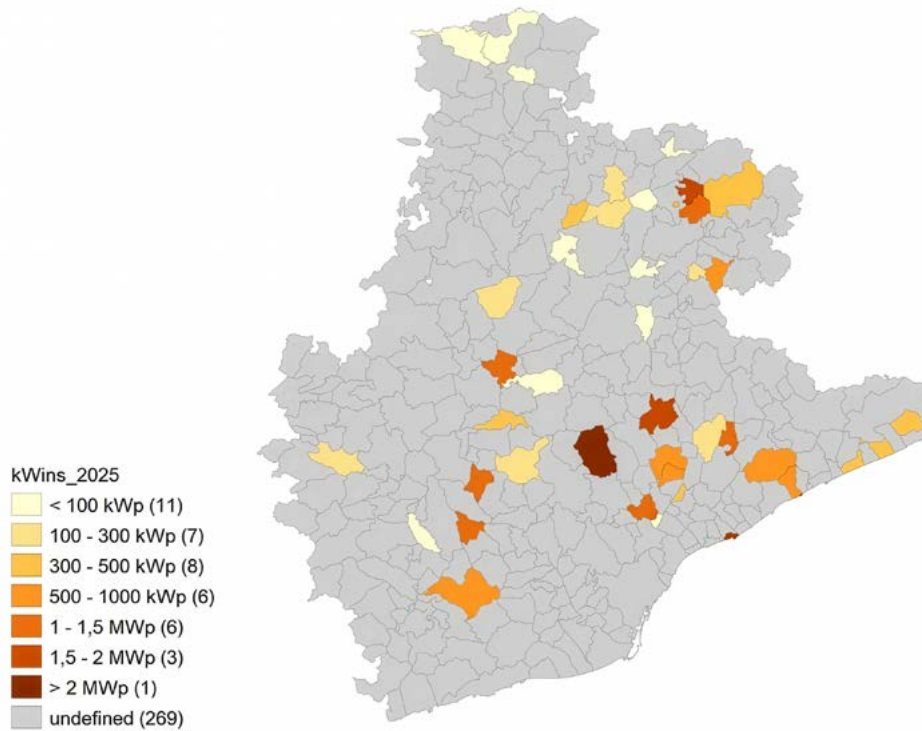 kWins_2025
< 100 kWp (11)
100 - 300 kWp (7)
300 - 500 kWp (8)
500 - 1000 kWp (6)
1 - 1,5 MWp (6)
1,5 - 2 MWp (3)
> 2 MWp (1)
undefined (269)